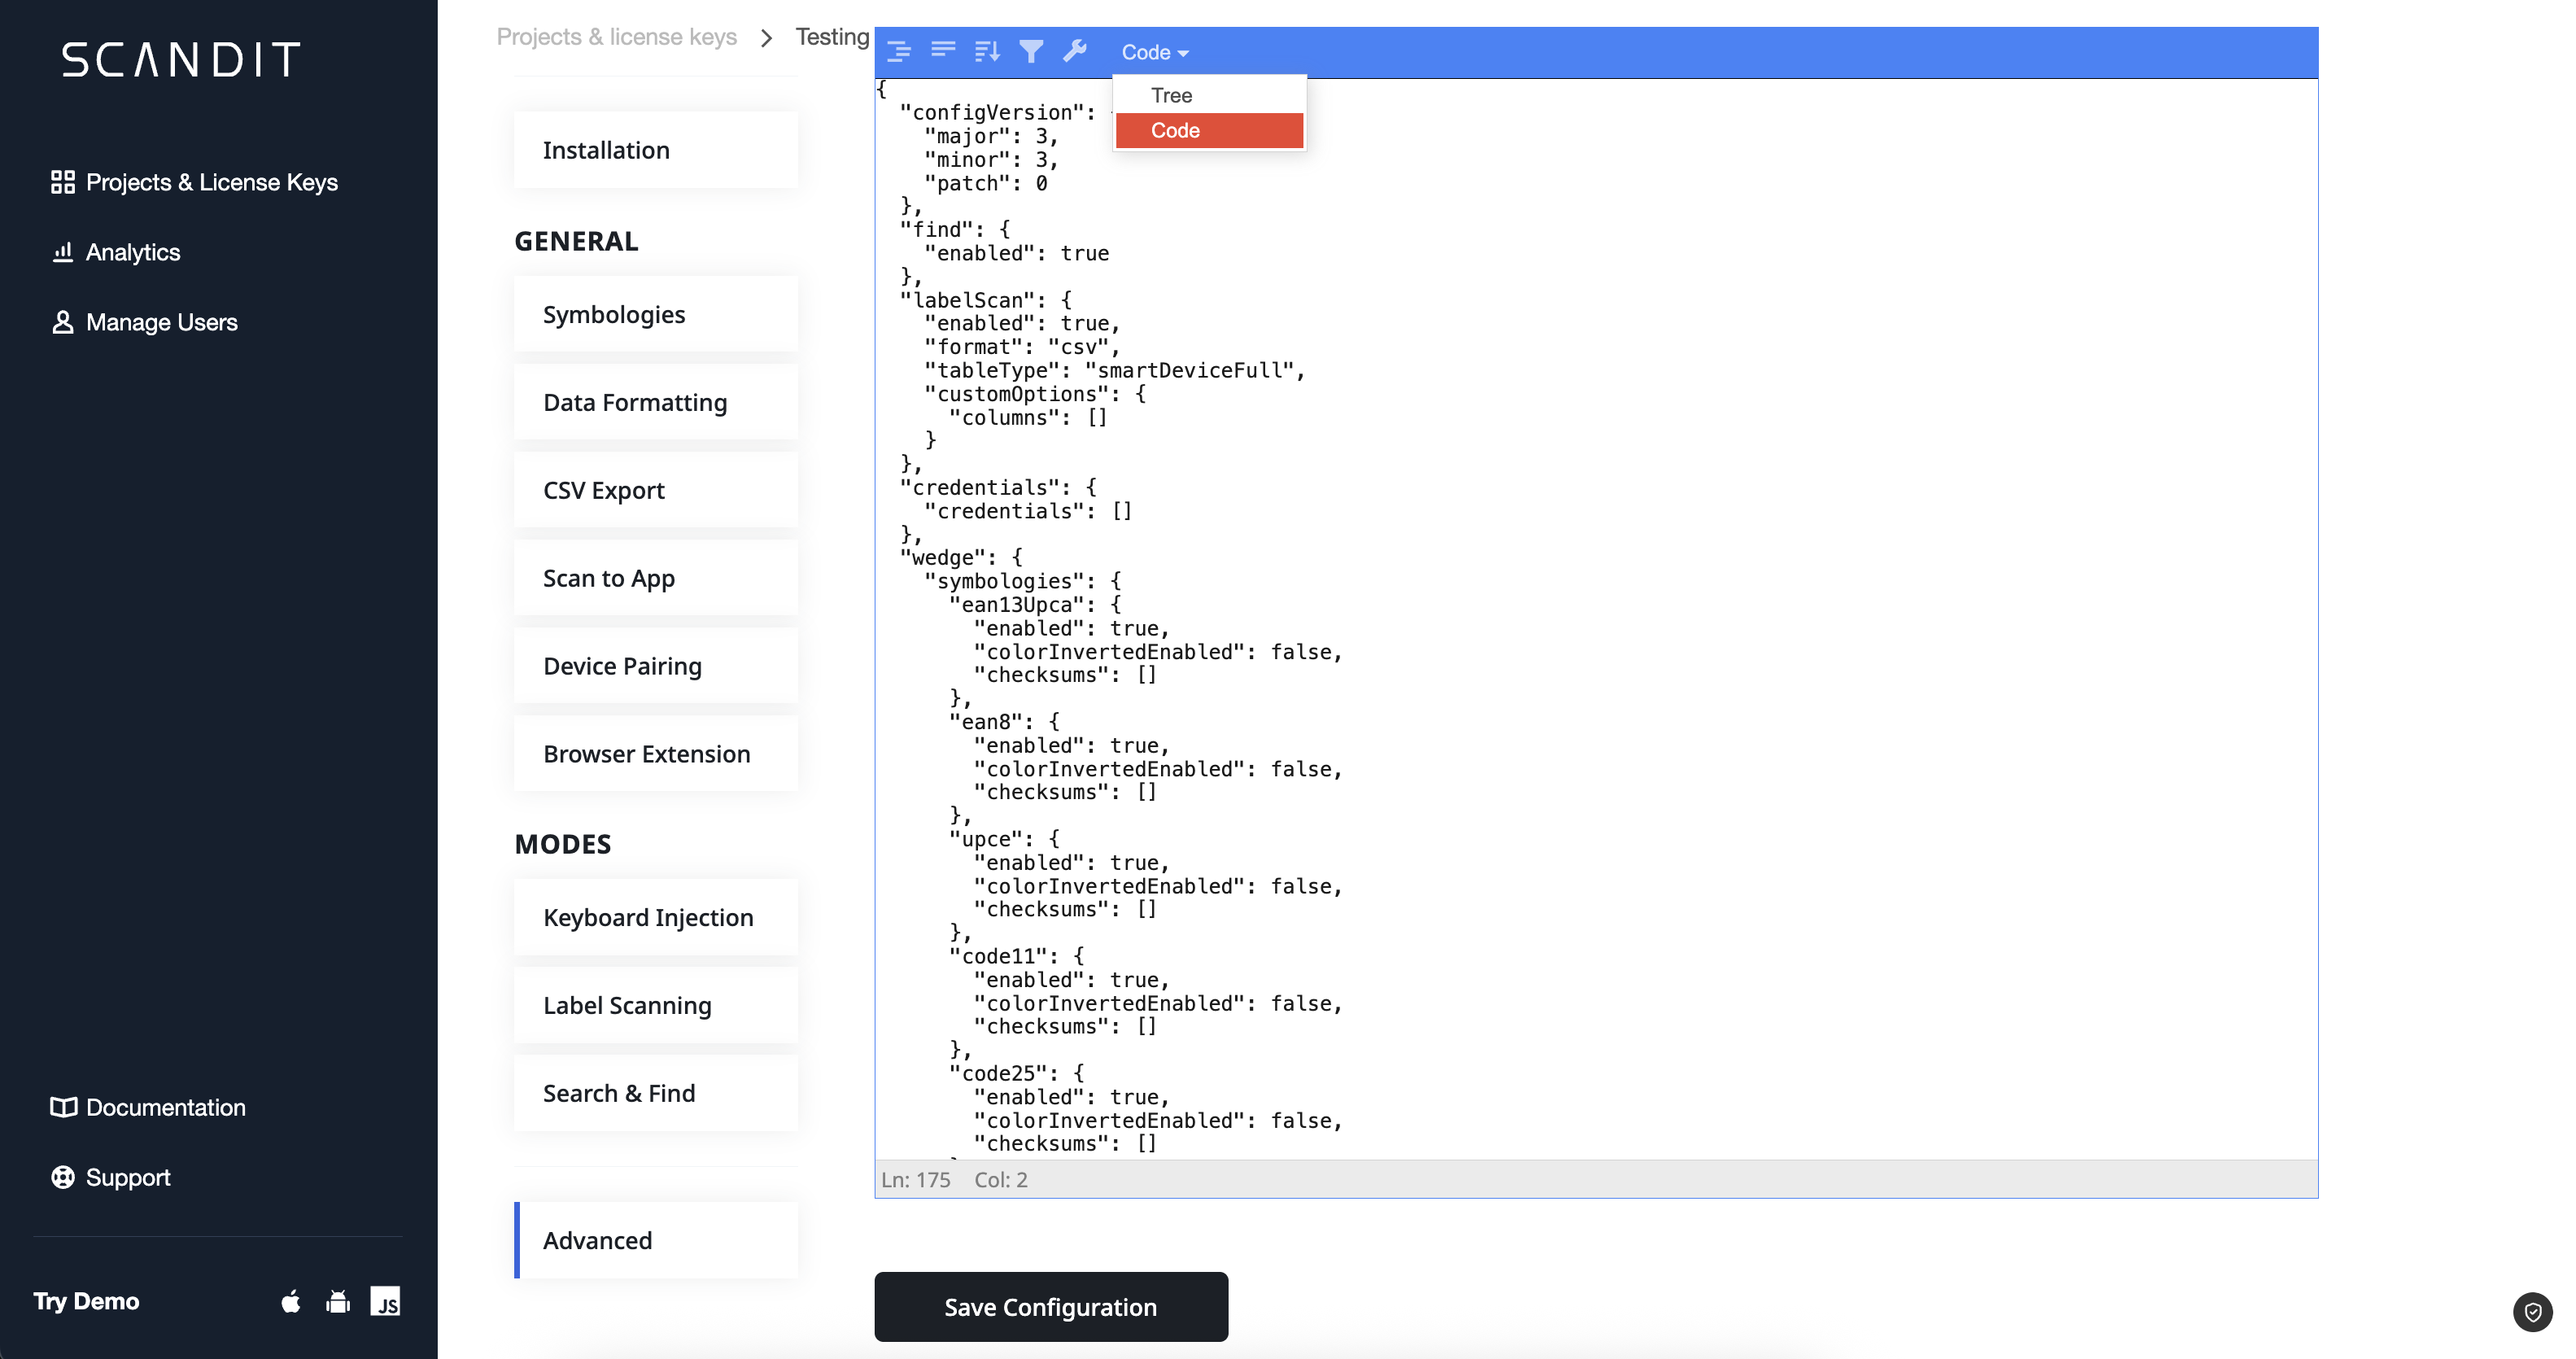 SCANDIT
Projects & License Keys
Analytics
Manage Users
Documentation
Support
Try Demo
JS
Projects & license keys > Testing
Installation
GENERAL
Symbologies
Data Formatting
CSV Export
Scan to App
Device Pairing
Browser Extension
MODES
Keyboard Injection
Label Scanning
Search & Find
Advanced
Code
Tree
Code
{
  "configVersion":
    "major": 3,
    "minor": 3,
    "patch": 0
  },
  "find": {
    "enabled": true
  },
  "labelScan": {
    "enabled": true,
    "format": "csv",
    "tableType": "smartDeviceFull",
    "customOptions": {
      "columns": []
    }
  },
  "credentials": {
    "credentials": []
  },
  "wedge": {
    "symbologies": {
      "ean13Upca": {
        "enabled": true,
        "colorInvertedEnabled": false,
        "checksums": []
      },
      "ean8": {
        "enabled": true,
        "colorInvertedEnabled": false,
        "checksums": []
      },
      "upce": {
        "enabled": true,
        "colorInvertedEnabled": false,
        "checksums": []
      },
      "code11": {
        "enabled": true,
        "colorInvertedEnabled": false,
        "checksums": []
      },
      "code25": {
        "enabled": true,
        "colorInvertedEnabled": false,
        "checksums": []
Ln: 175 Col: 2
Save Configuration